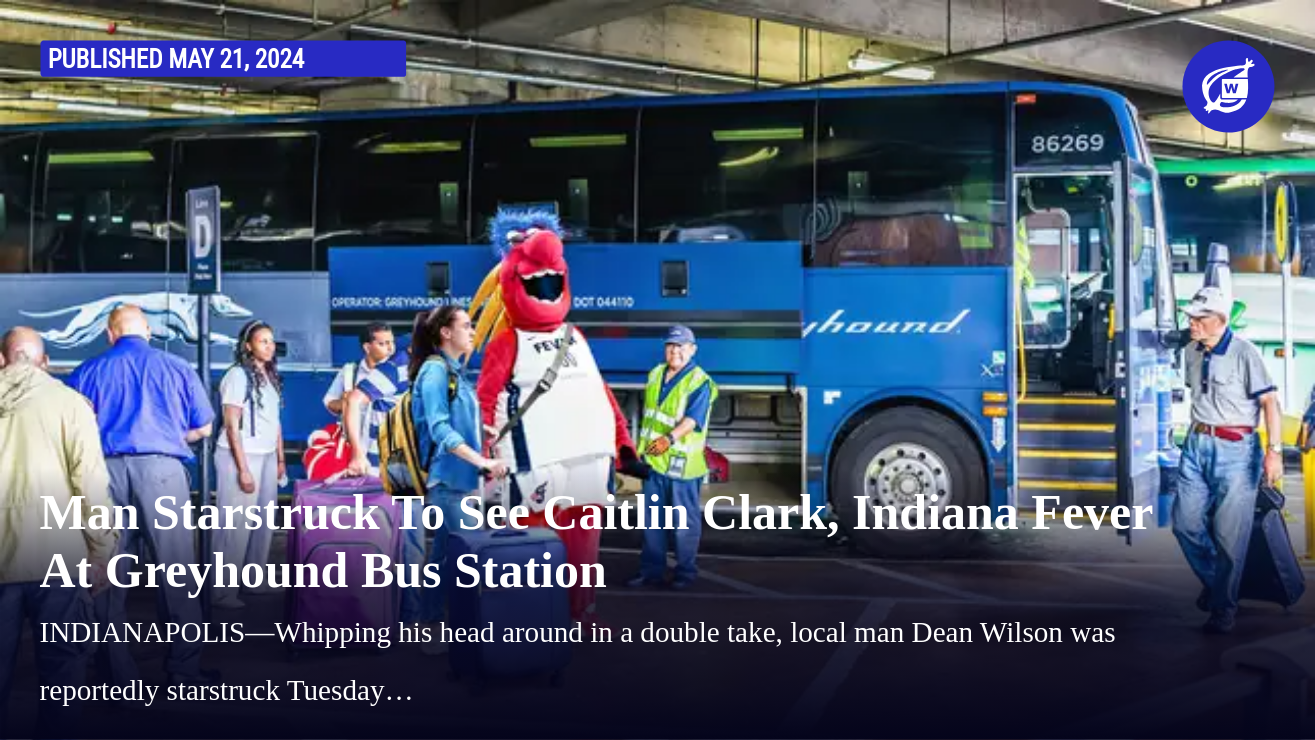 PUBLISHED MAY 21, 2024
W
86269
D
OPERATOR: GREYHOUND LINES
DOT 044110
yhound
FEVER
Man Starstruck To See Caitlin Clark, Indiana Fever
At Greyhound Bus Station
INDIANAPOLIS—Whipping his head around in a double take, local man Dean Wilson was
reportedly starstruck Tuesday…